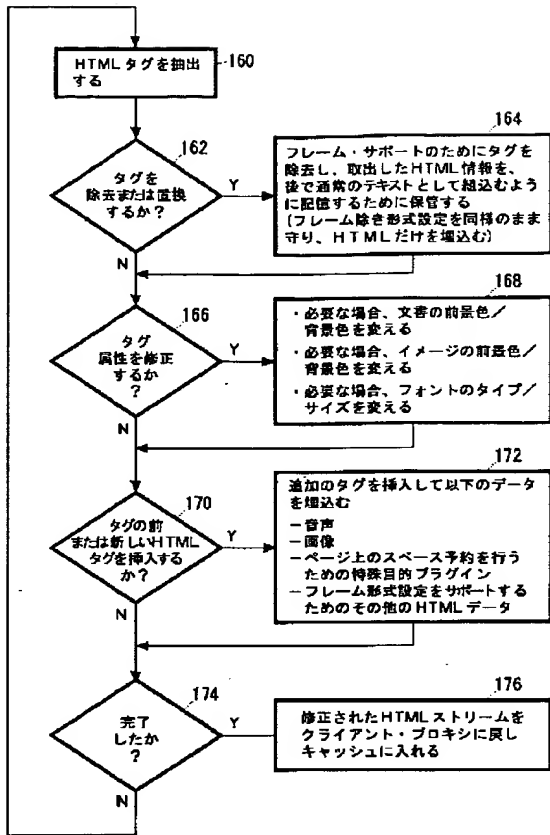 HTMLタグを抽出
する
160
162
タグを
除去または置換
するか?
Y
N
164
フレーム・サポートのためにタグを
除去し、取出したHTML情報を、
後で通常のテキストとして組込むよう
に記憶するために保管する
(フレーム除き形式設定を同様のまま
守り、HTMLだけを埋込む)
166
タグ
属性を修正
するか
?
Y
N
168
・必要な場合、文書の前景色/
背景色を変える
・必要な場合、イメージの前景色/
背景色を変える
・必要な場合、フォントのタイプ/
サイズを変える
170
タグの前
または新しいHTML
タグを挿入する
か?
Y
N
172
追加のタグを挿入して以下のデータ
を埋込む
-音声
-画像
-ページ上のスペース予約を行う
ための特殊目的プラグイン
-フレーム形式設定をサポートする
ためのその他のHTMLデータ
174
完了
したか
?
Y
N
176
修正されたHTMLストリームを
クライアント・プロキシに戻し
キャッシュに入れる